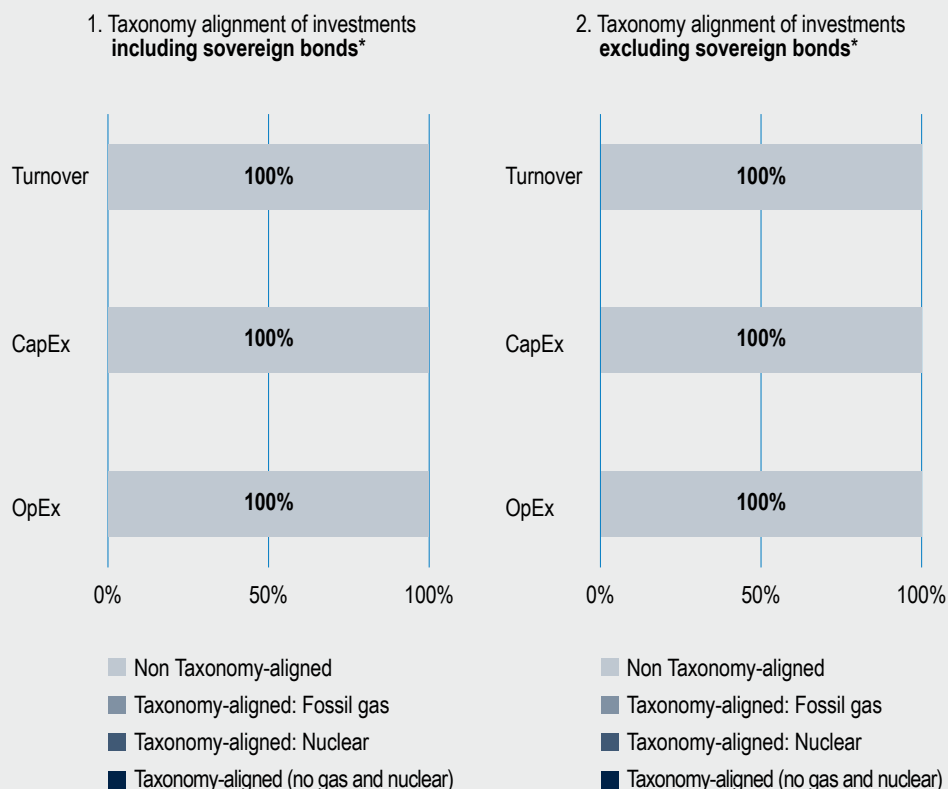 1. Taxonomy alignment of investments
including sovereign bonds*
Turnover
100%
CapEx
100%
OpEx
100%
0%
50%
100%
Non Taxonomy-aligned
Taxonomy-aligned: Fossil gas
Taxonomy-aligned: Nuclear
Taxonomy-aligned (no gas and nuclear)
2. Taxonomy alignment of investments
excluding sovereign bonds*
Turnover
100%
CapEx
100%
OpEx
100%
0%
50%
100%
Non Taxonomy-aligned
Taxonomy-aligned: Fossil gas
Taxonomy-aligned: Nuclear
Taxonomy-aligned (no gas and nuclear)